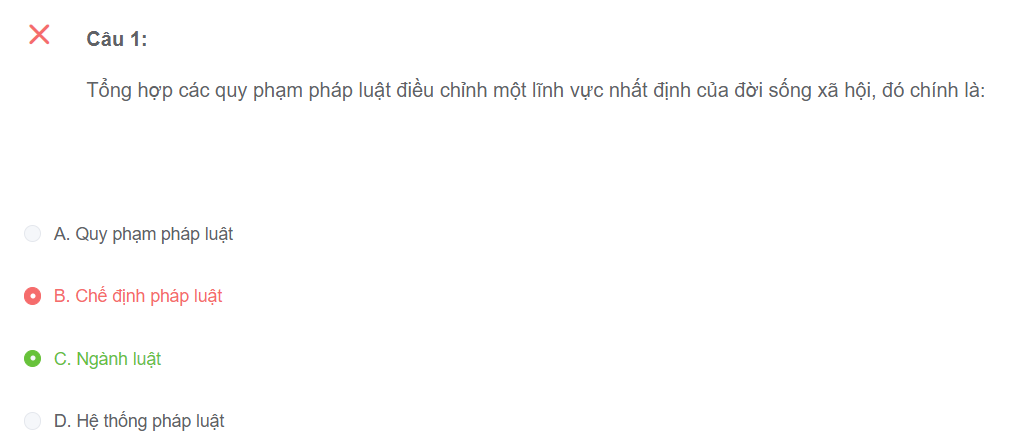 Câu 1:
Tổng hợp các quy phạm pháp luật điều chỉnh một lĩnh vực nhất định của đời sống xã hội, đó chính là:
A. Quy phạm pháp luật
B. Chế định pháp luật
C. Ngành luật
D. Hệ thống pháp luật